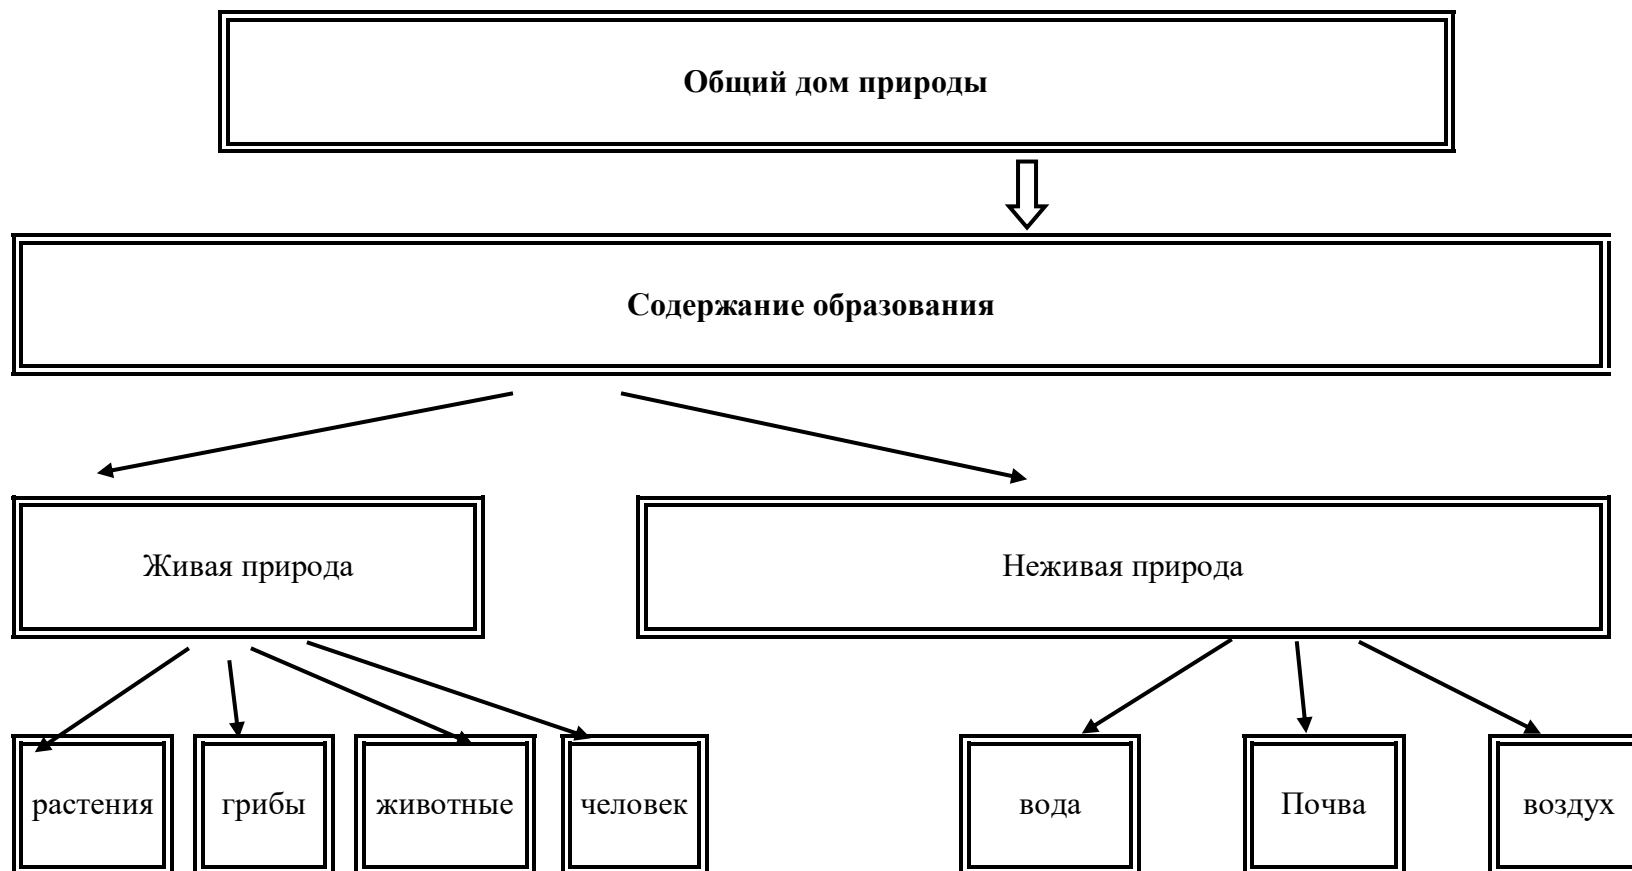 Общий дом природы
Содержание образования
Живая природа
Неживая природа
растения
грибы
животные
человек
вода
Почва
воздух